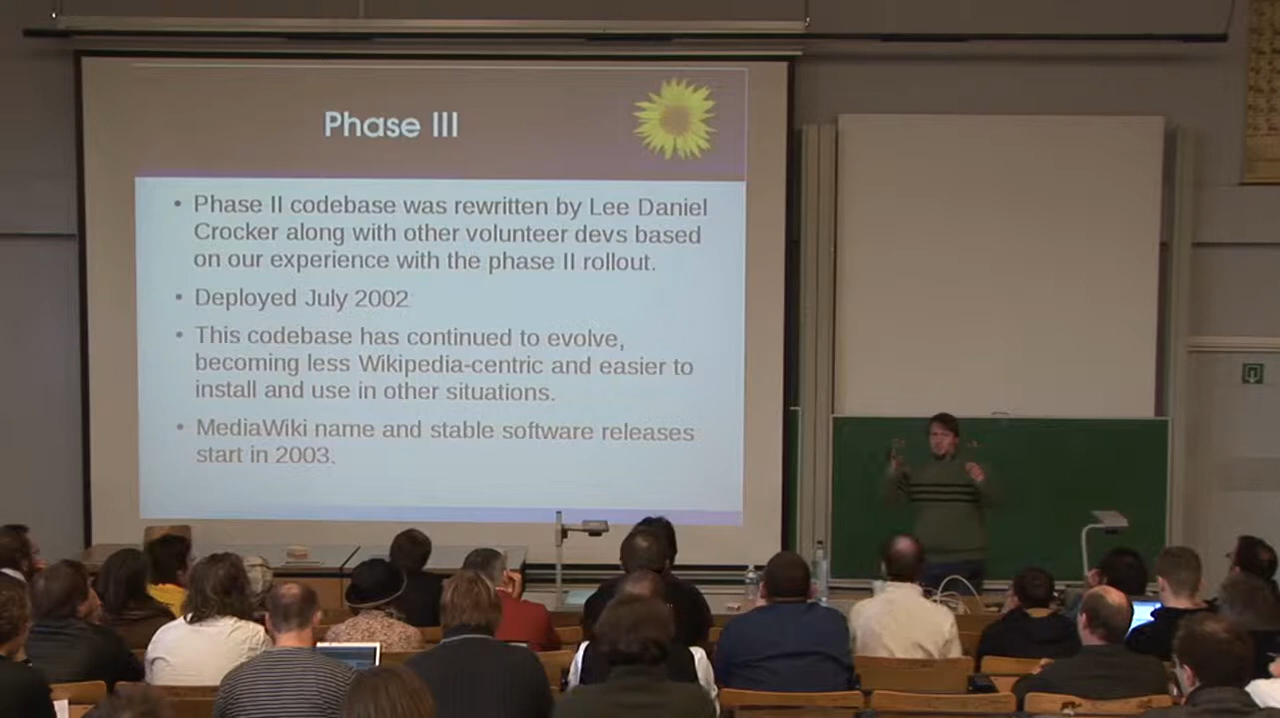 Phase III
• Phase II codebase was rewritten by Lee Daniel
Crocker along with other volunteer devs based
on our experience with the phase II rollout.
• Deployed July 2002
• This codebase has continued to evolve,
becoming less Wikipedia-centric and easier to
install and use in other situations.
• MediaWiki name and stable software releases
start in 2003.